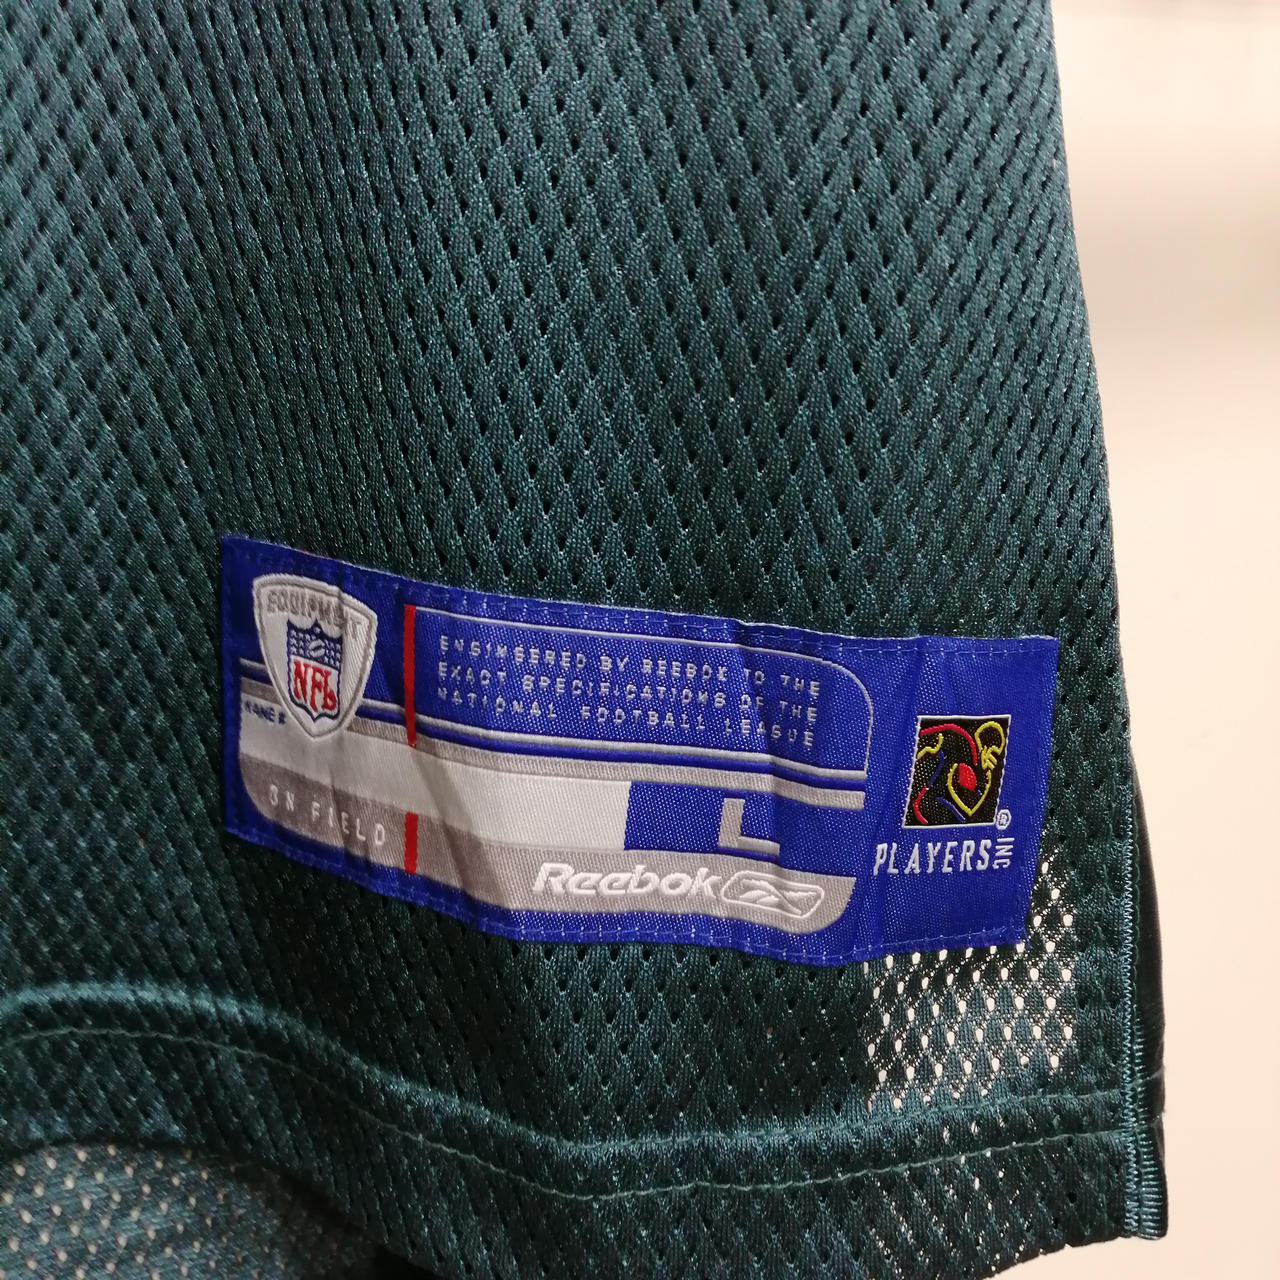 EQUIPMENT
NFL
NAME #
ON FIELD
ENGINEERED BY REEBOK TO THE
EXACT SPECIFICATIONS OF THE
NATIONAL FOOTBALL LEAGUE
L
Reebok
PLAYERS INC ®